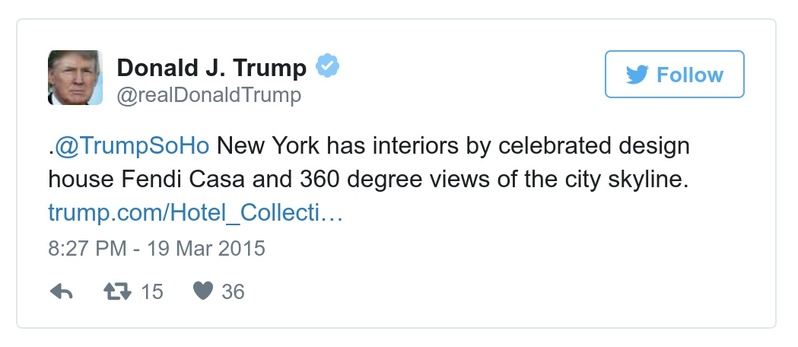 Donald J. Trump
@realDonaldTrump
Follow
.@TrumpSoHo New York has interiors by celebrated design
house Fendi Casa and 360 degree views of the city skyline.
trump.com/Hotel_Collecti…
8:27 PM - 19 Mar 2015
15 36